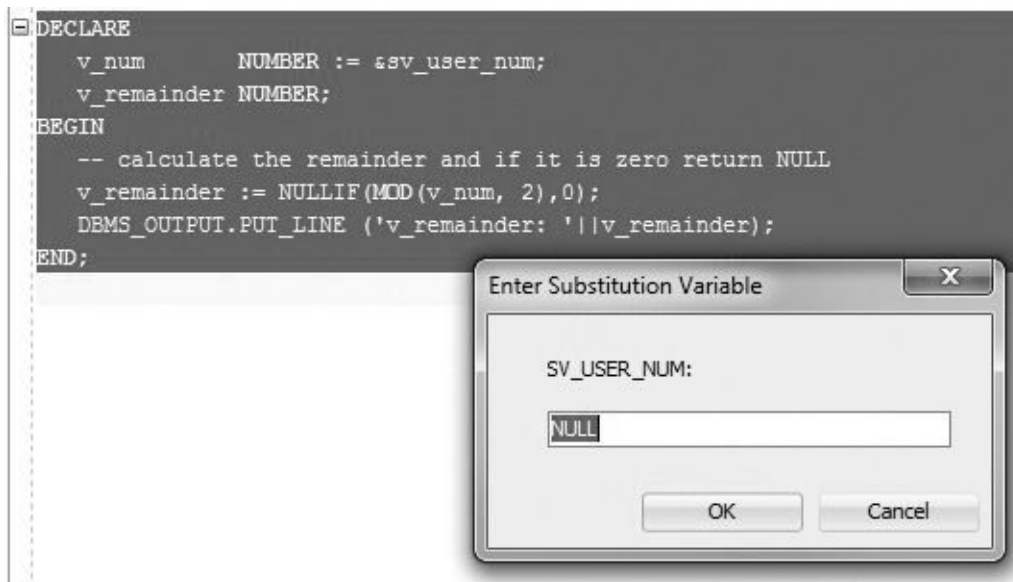 DECLARE
v_num NUMBER := &sv_user_num;
v_remainder NUMBER;
BEGIN
-- calculate the remainder and if it is zero return NULL
v_remainder := NULLIF(MOD(v_num, 2),0);
DBMS_OUTPUT.PUT_LINE ('v_remainder: '||v_remainder);
END;
Enter Substitution Variable
SV_USER_NUM:
NULL
OK Cancel